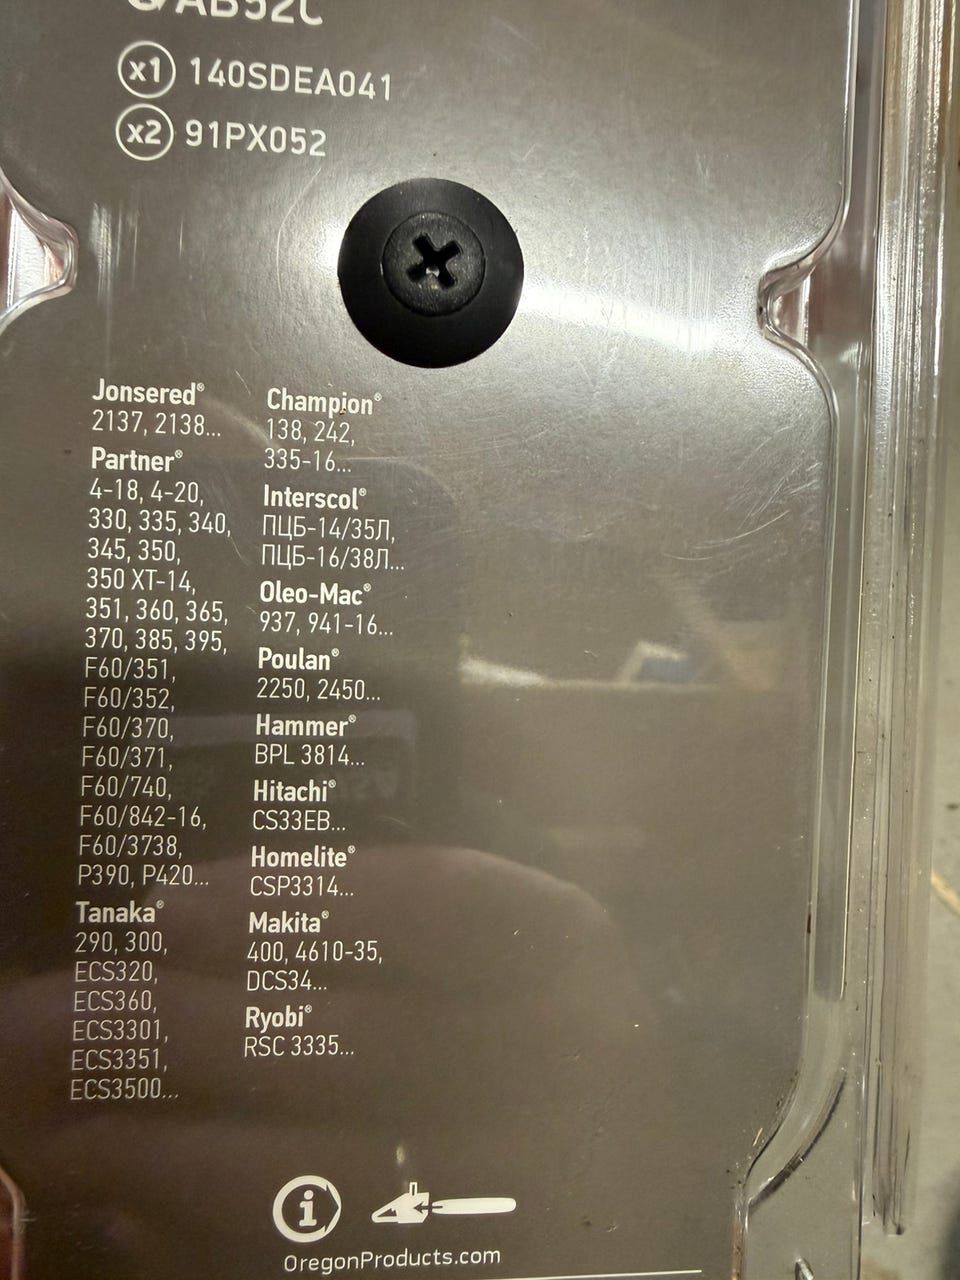 AB52C
x1 140SDEA041
x2 91PX052
Jonsered®
2137, 2138...
Partner®
4-18, 4-20,
330, 335, 340,
345, 350,
350 XT-14,
351, 360, 365,
370, 385, 395,
F60/351,
F60/352,
F60/370,
F60/371,
F60/740,
F60/842-16,
F60/3738,
P390, P420...
Tanaka®
290, 300,
ECS320,
ECS360,
ECS3301,
ECS3351,
ECS3500...
Champion®
138, 242,
335-16...
Interscol®
ПЦБ-14/35Л,
ПЦБ-16/38Л...
Oleo-Mac®
937, 941-16...
Poulan®
2250, 2450...
Hammer®
BPL 3814...
Hitachi®
CS33EB...
Homelite®
CSP3314...
Makita®
400, 4610-35,
DCS34...
Ryobi®
RSC 3335...
i
OregonProducts.com